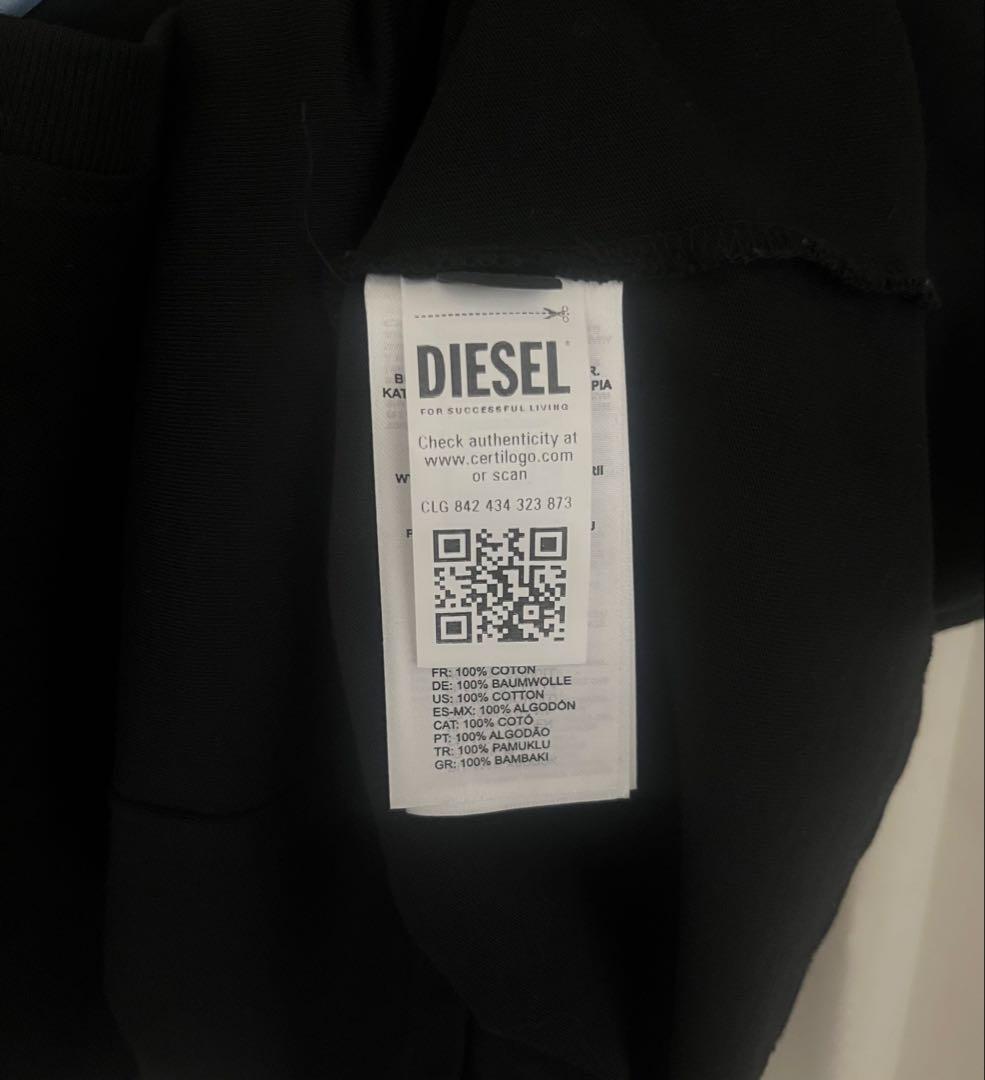 DIESEL
FOR SUCCESSFUL LIVING
Check authenticity at
www.certilogo.com
or scan
CLG 842 434 323 873
FR: 100% COTON
DE: 100% BAUMWOLLE
US: 100% COTTON
ES-MX: 100% ALGODÓN
CAT: 100% COTÓ
PT: 100% ALGODÃO
TR: 100% PAMUKLU
GR: 100% BAMBAKI